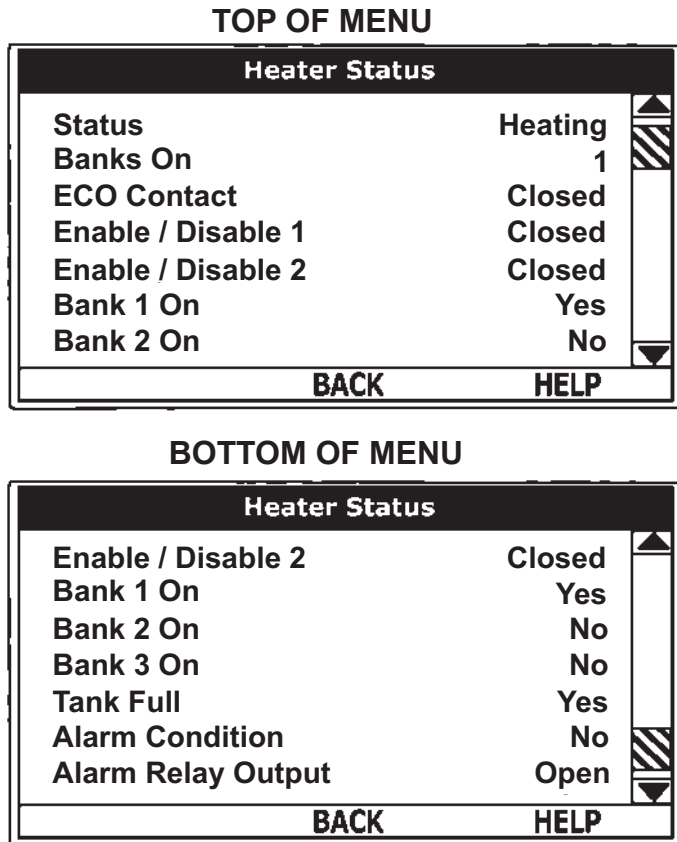 TOP OF MENU
Heater Status
Status Heating
Banks On 1
ECO Contact Closed
Enable / Disable 1 Closed
Enable / Disable 2 Closed
Bank 1 On Yes
Bank 2 On No
BACK HELP
BOTTOM OF MENU
Heater Status
Enable / Disable 2 Closed
Bank 1 On Yes
Bank 2 On No
Bank 3 On No
Tank Full Yes
Alarm Condition No
Alarm Relay Output Open
BACK HELP